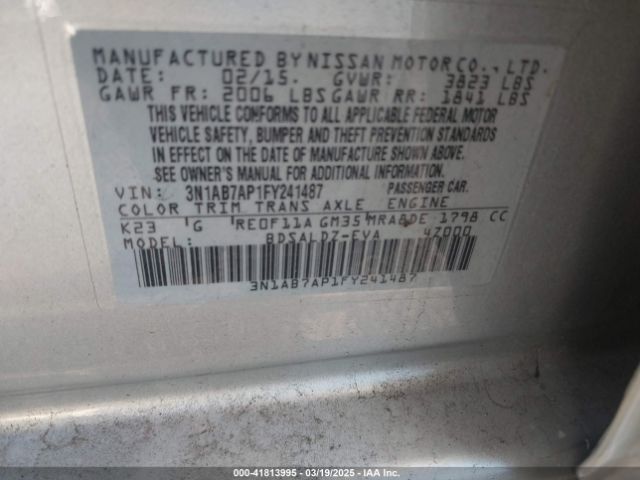 MANUFACTURED BY NISSAN MOTOR CO., LTD.
DATE: 02/15. GVWR: 3823 LBS
GAWR FR: 2006 LBS GAWR RR: 1841 LBS
THIS VEHICLE CONFORMS TO ALL APPLICABLE FEDERAL MOTOR
VEHICLE SAFETY, BUMPER AND THEFT PREVENTION STANDARDS
IN EFFECT ON THE DATE OF MANUFACTURE SHOWN ABOVE.
SEE OWNER'S MANUAL FOR ADDITIONAL INFORMATION.
VIN: 3N1AB7AP1FY241487 PASSENGER CAR.
COLOR TRIM TRANS AXLE ENGINE
K23 G RE0F11A GM35 MRA8DE 1798 CC
MODEL: BDSALDZ-EVA 4Z000
3N1AB7AP1FY241487
000-41813995 - 03/19/2025 - IAA Inc.